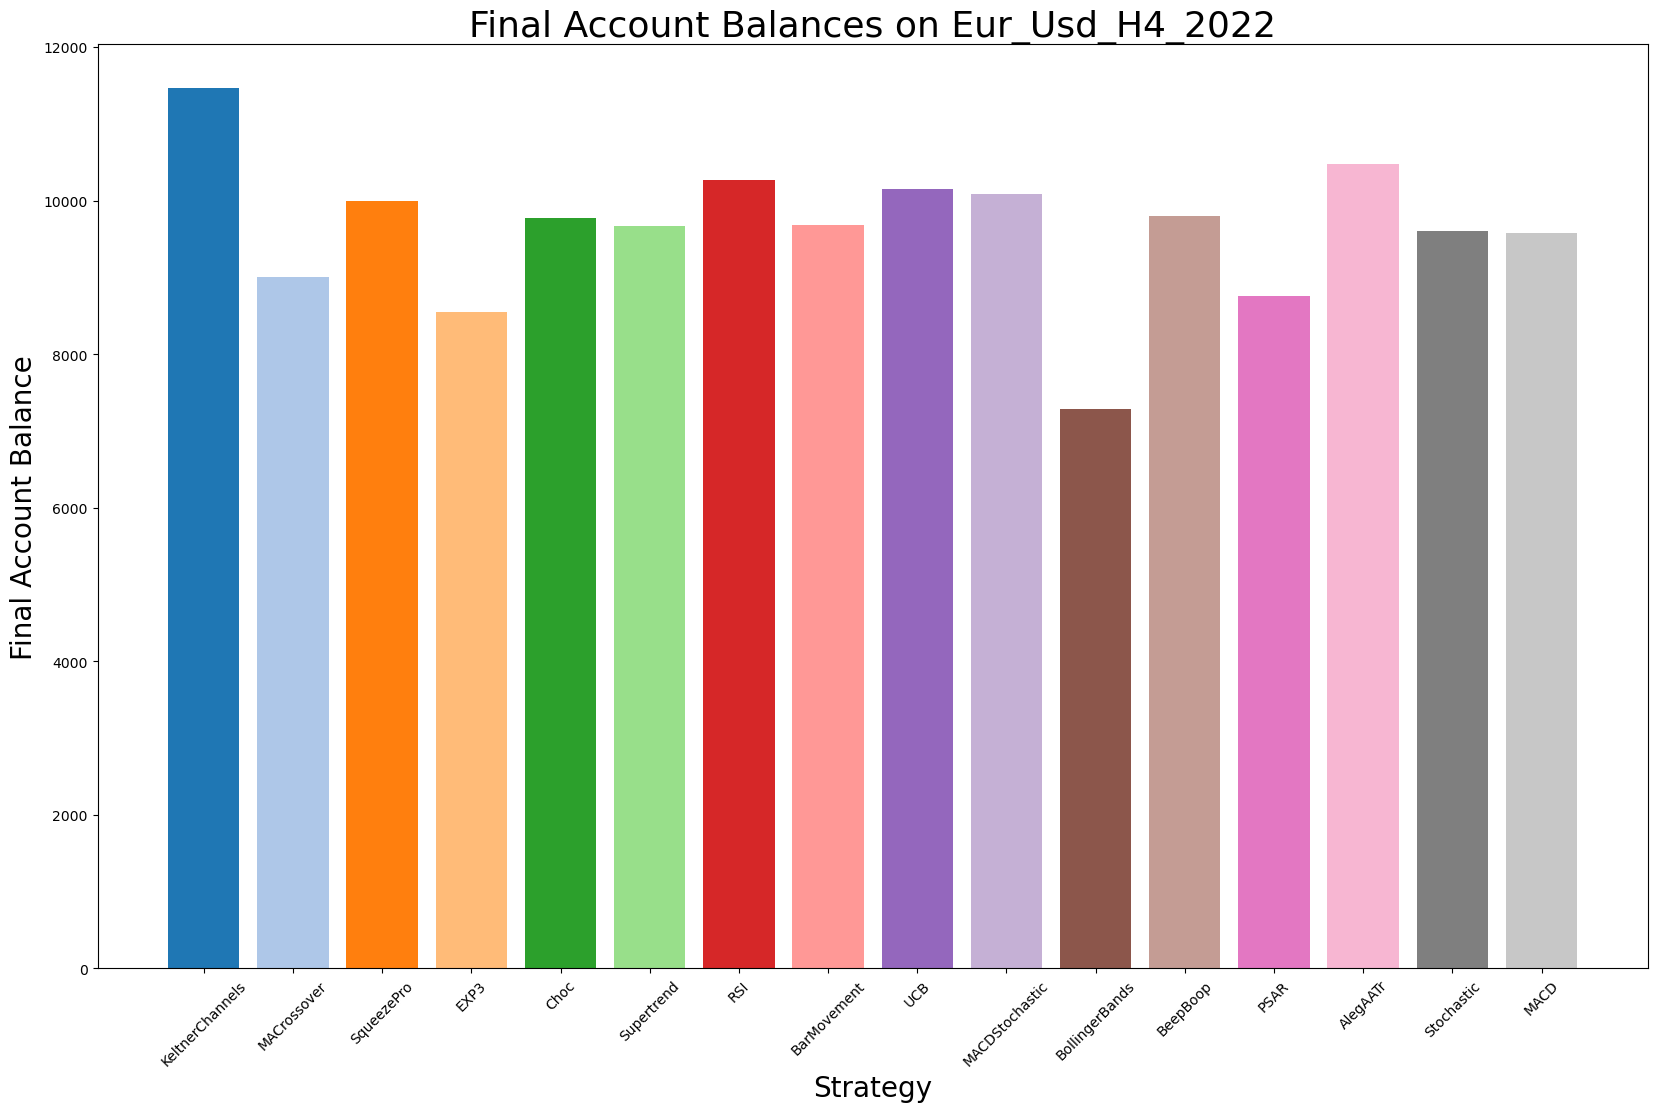 Final Account Balances on Eur_Usd_H4_2022
Final Account Balance
12000
10000
8000
6000
4000
2000
0
KeltnerChannels
MACrossover
SqueezePro
EXP3
Choc
Supertrend
RSI
BarMovement
UCB
MACDStochastic
BollingerBands
BeepBoop
PSAR
AlegAATr
Stochastic
MACD
Strategy